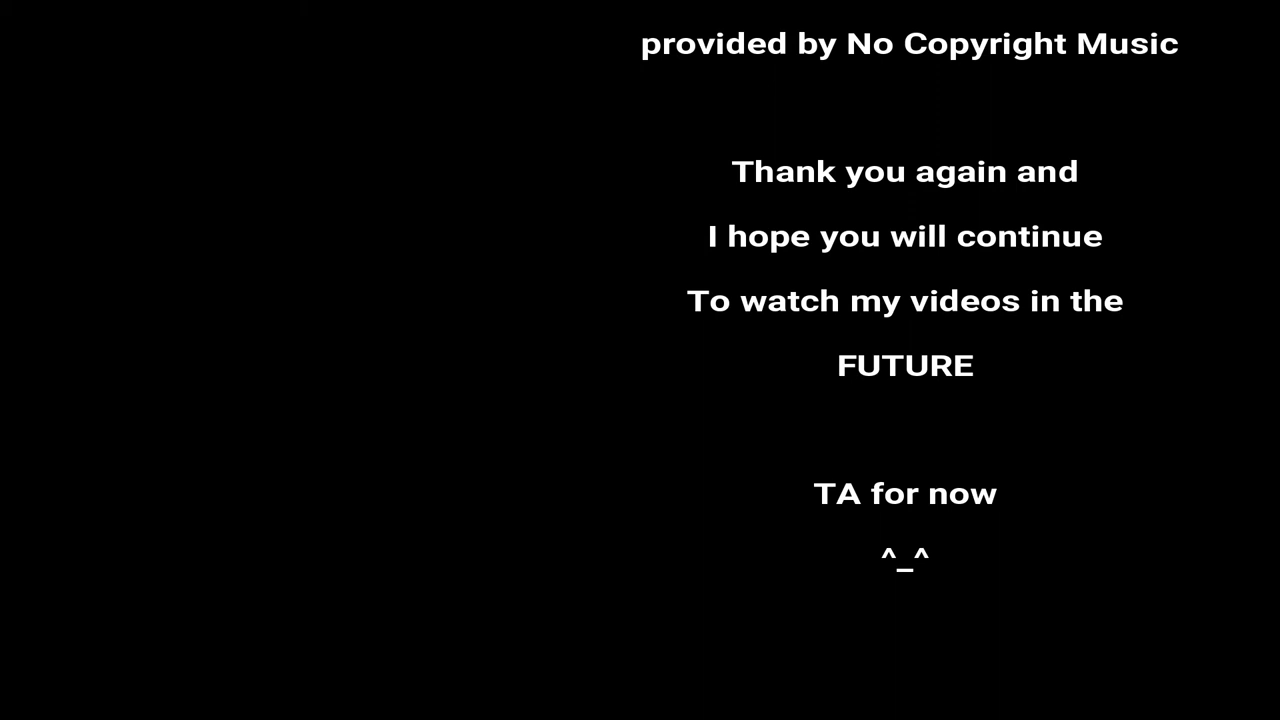 provided by No Copyright Music
Thank you again and
I hope you will continue
To watch my videos in the
FUTURE
TA for now
^_^